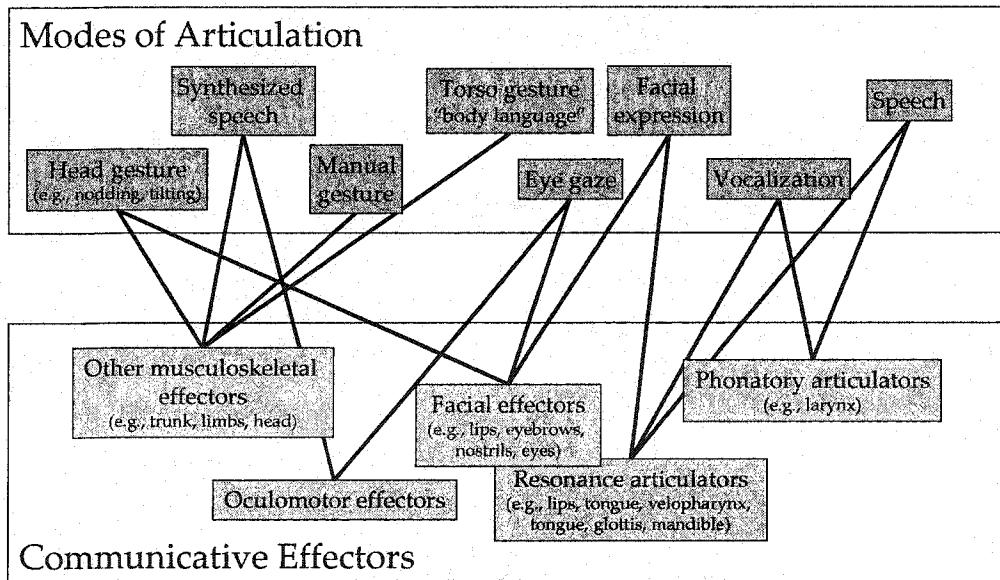 Modes of Articulation
Synthesized
speech
Torso gesture
"body language"
Facial
expression
Speech
Head gesture
(e.g., nodding, tilting)
Manual
gesture
Eye gaze
Vocalization
Other musculoskeletal
effectors
(e.g., trunk, limbs, head)
Facial effectors
(e.g., lips, eyebrows,
nostrils, eyes)
Phonatory articulators
(e.g., larynx)
Oculomotor effectors
Resonance articulators
(e.g., lips, tongue, velopharynx,
tongue, glottis, mandible)
Communicative Effectors